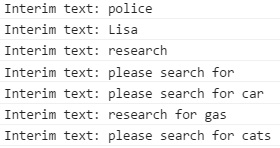 Interim text: police
Interim text: Lisa
Interim text: research
Interim text: please search for
Interim text: please search for car
Interim text: research for gas
Interim text: please search for cats